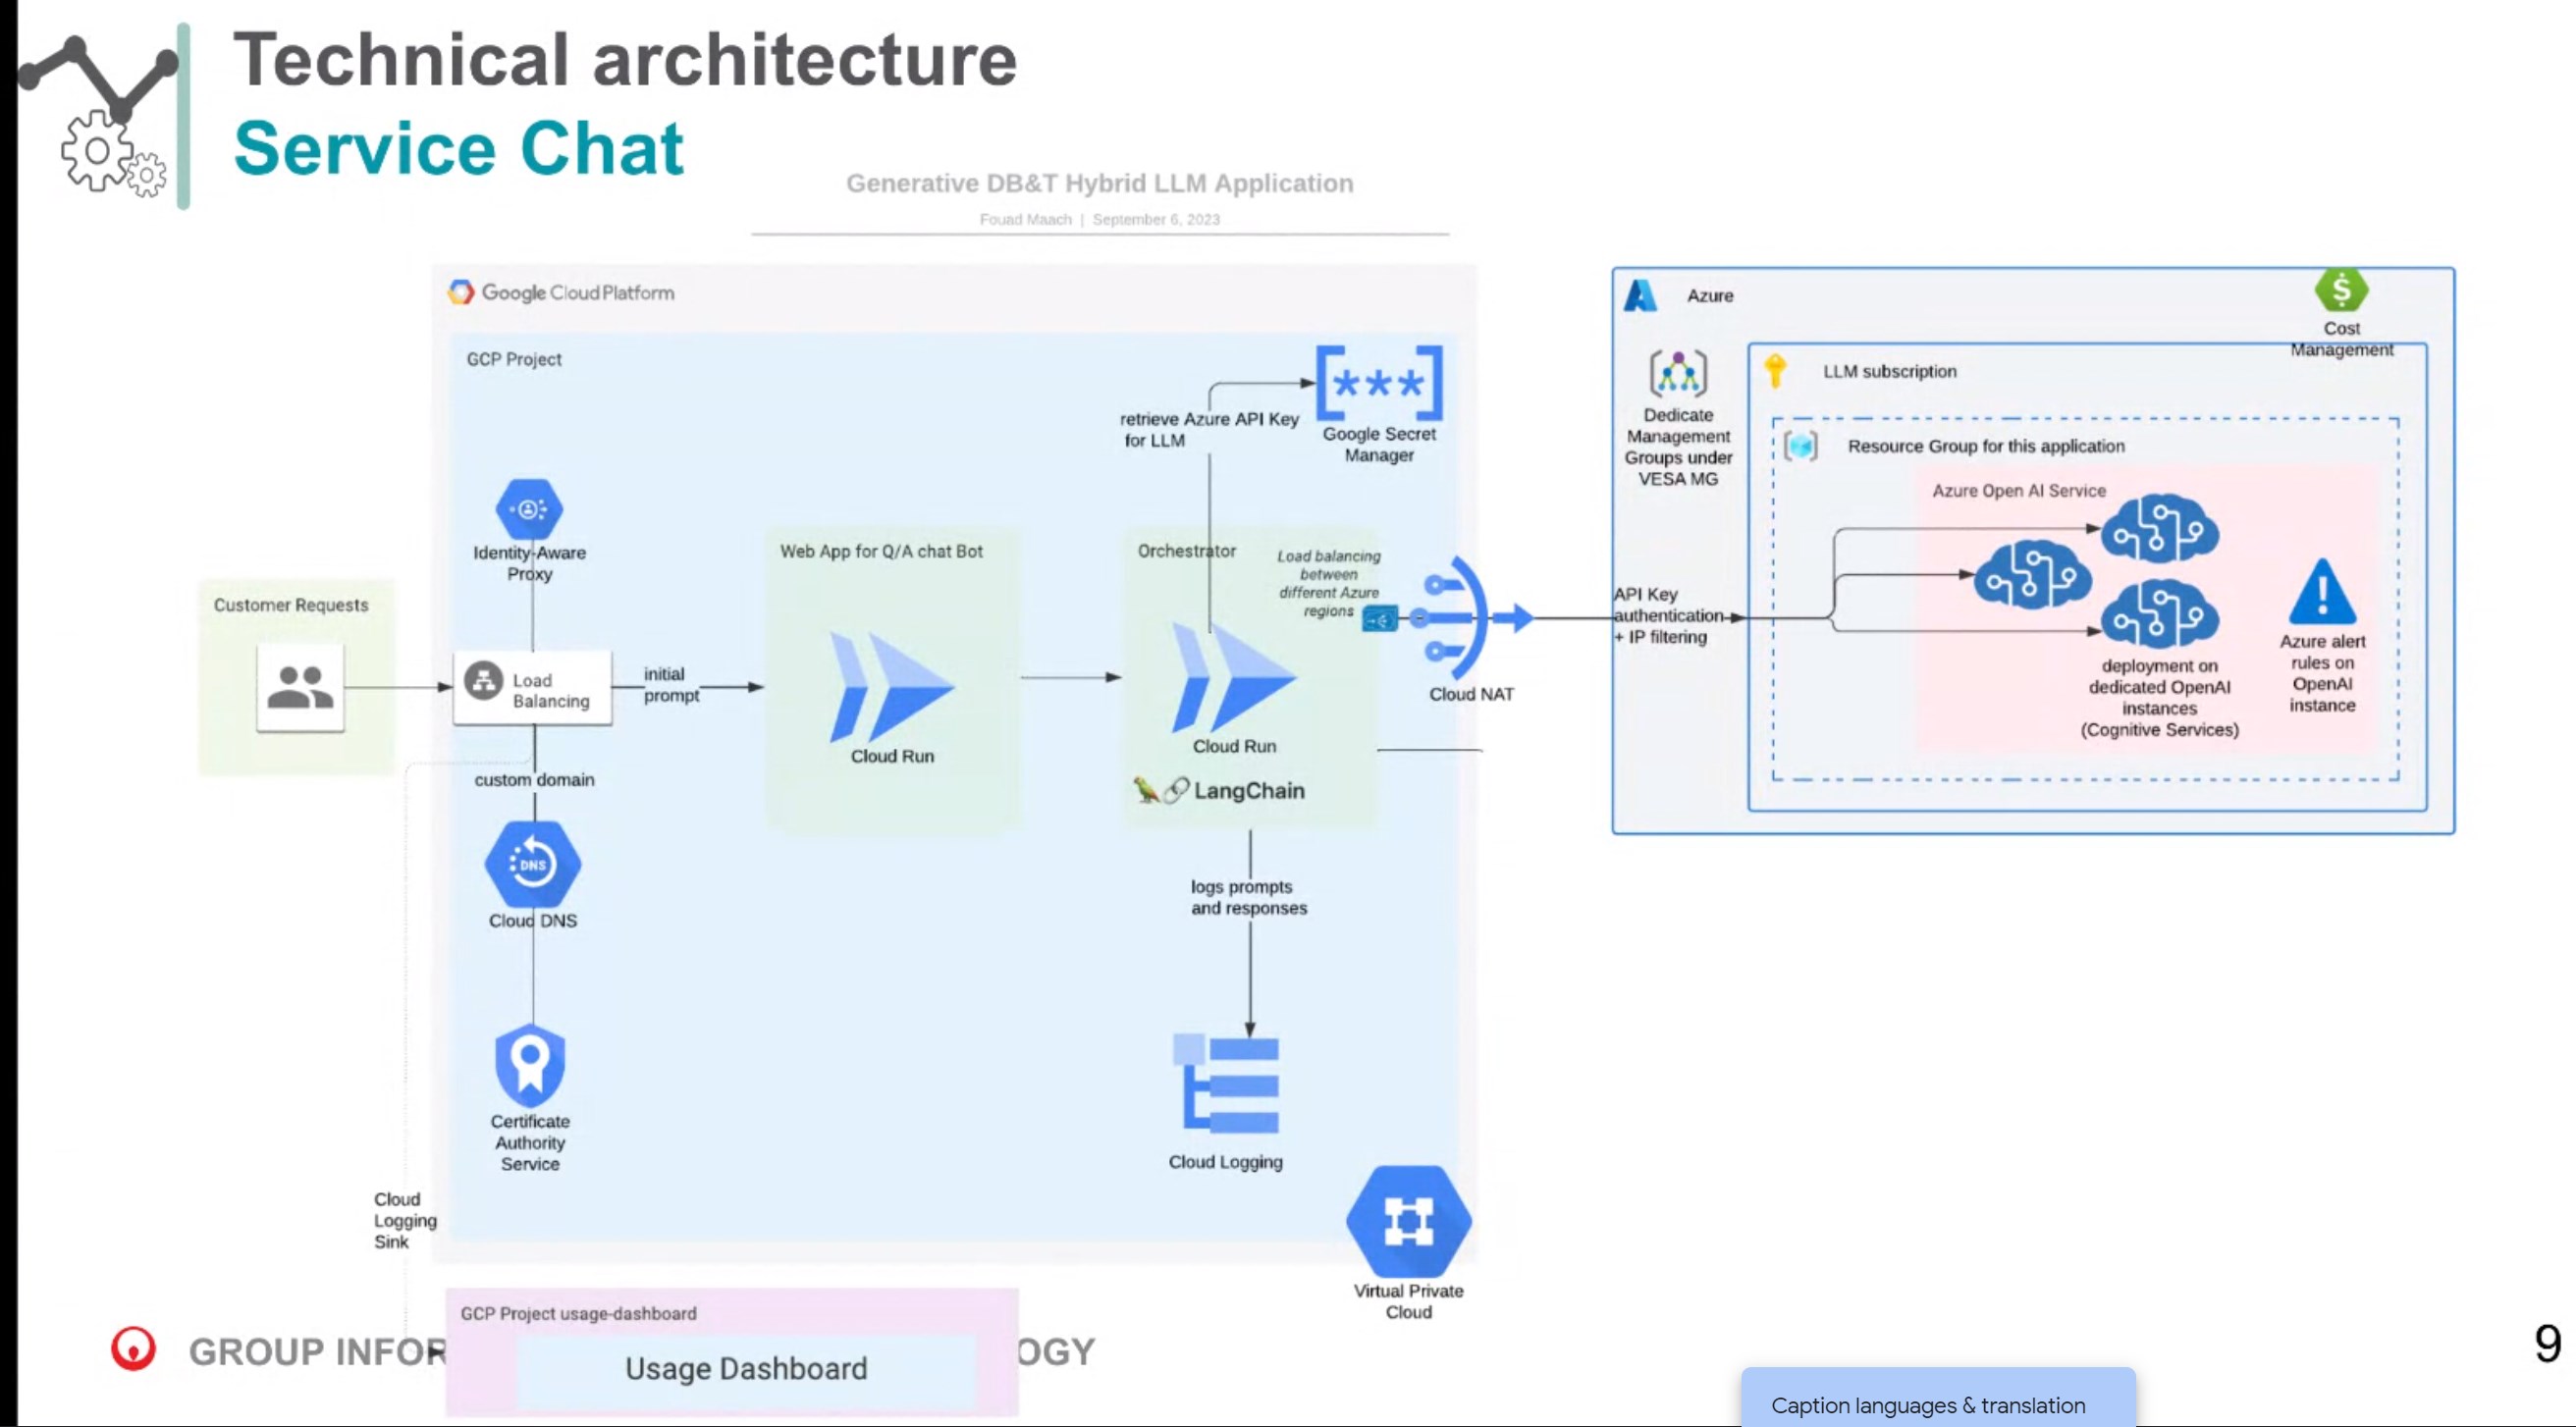 Technical architecture
Service Chat
Generative DB&T Hybrid LLM Application
Fouad Maach | September 6, 2023
Google Cloud Platform
GCP Project
Customer Requests
Identity-Aware
Proxy
Load
Balancing
initial
prompt
custom domain
DNS
Cloud DNS
Certificate
Authority
Service
Cloud
Logging
Sink
Web App for Q/A chat Bot
Cloud Run
retrieve Azure API Key
for LLM
[***]
Google Secret
Manager
Orchestrator
Load balancing
between
different Azure
regions
Cloud Run
LangChain
Cloud NAT
logs prompts
and responses
Cloud Logging
Virtual Private
Cloud
Azure
$
Cost
Management
Dedicate
Management
Groups under
VESA MG
LLM subscription
Resource Group for this application
Azure Open AI Service
API Key
authentication
+ IP filtering
deployment on
dedicated OpenAI
instances
(Cognitive Services)
Azure alert
rules on
OpenAI
instance
GCP Project usage-dashboard
Usage Dashboard
GROUP INFOR OGY
9
Caption languages & translation